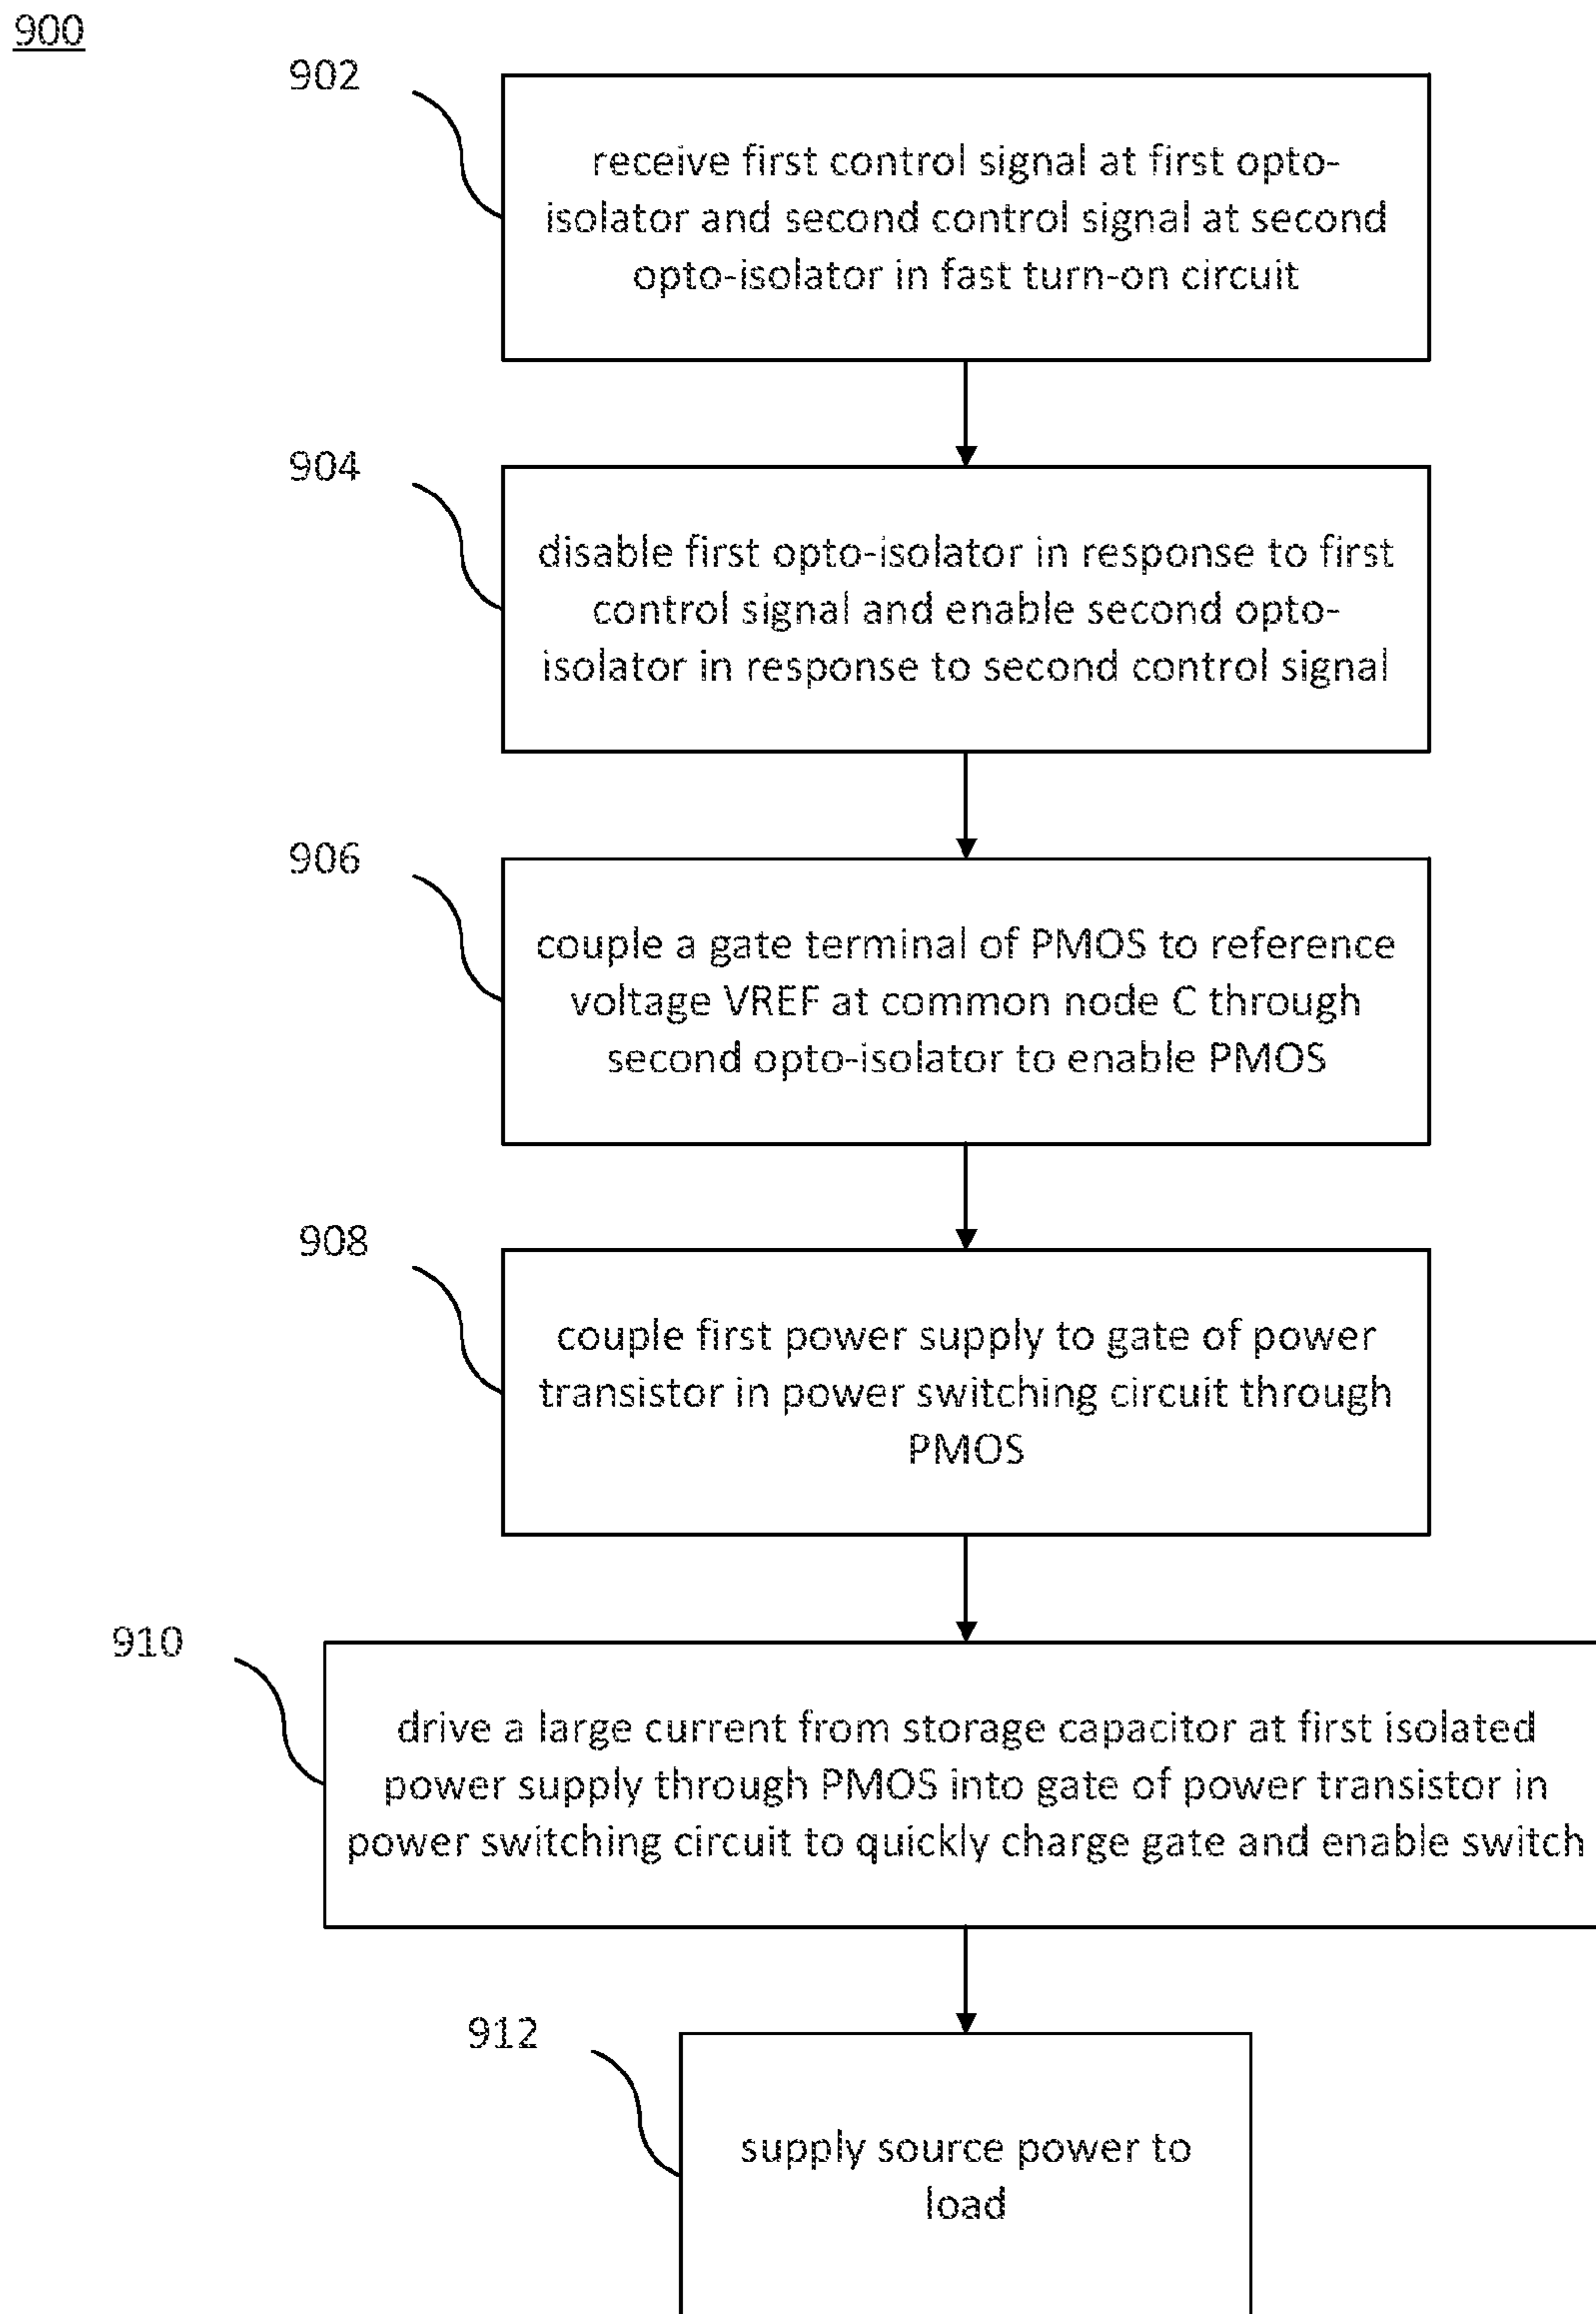 900
902
receive first control signal at first opto-
isolator and second control signal at second
opto-isolator in fast turn-on circuit
904
disable first opto-isolator in response to first
control signal and enable second opto-
isolator in response to second control signal
906
couple a gate terminal of PMOS to reference
voltage VREF at common node C through
second opto-isolator to enable PMOS
908
couple first power supply to gate of power
transistor in power switching circuit through
PMOS
910
drive a large current from storage capacitor at first isolated
power supply through PMOS into gate of power transistor in
power switching circuit to quickly charge gate and enable switch
912
supply source power to
load